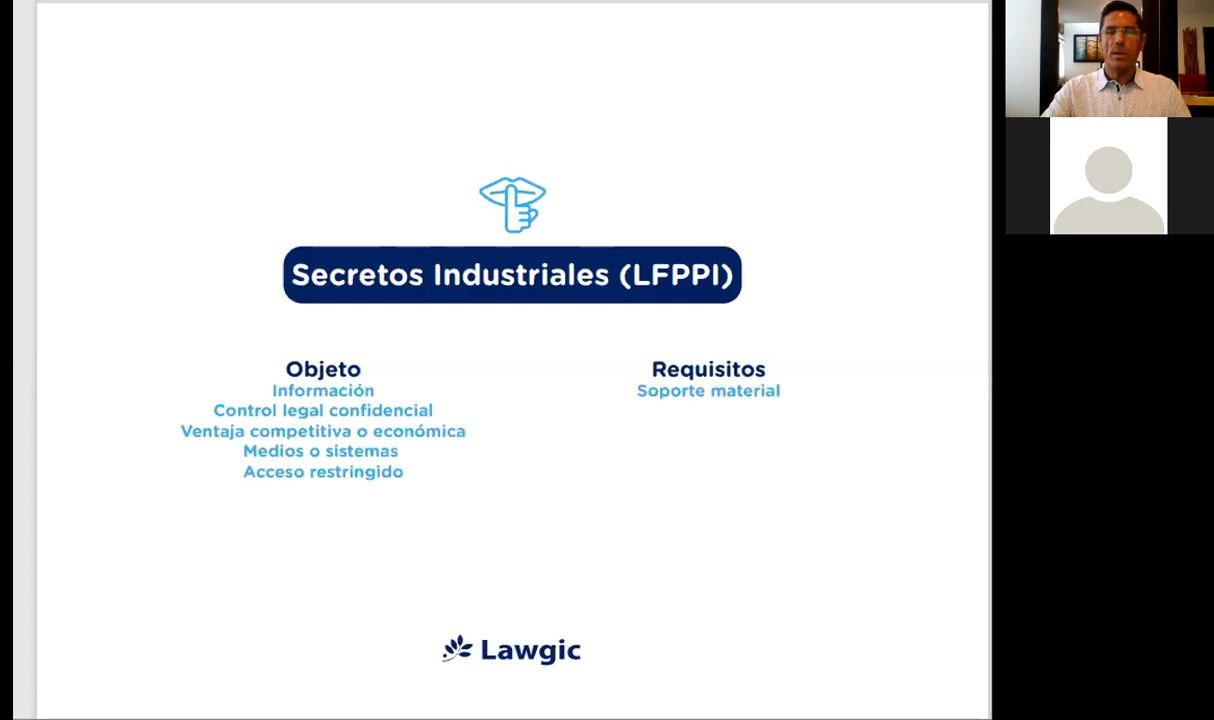 Secretos Industriales (LFPPI)
Objeto
Información
Control legal confidencial
Ventaja competitiva o económica
Medios o sistemas
Acceso restringido
Requisitos
Soporte material
Lawgic